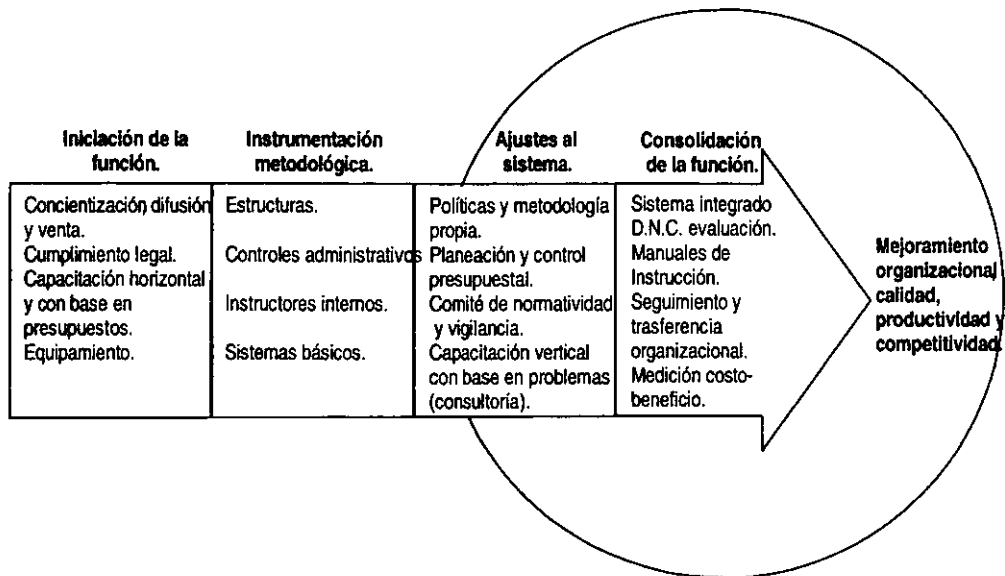 Iniciación de la
función.
Concientización, difusión
y venta.
Cumplimiento legal.
Capacitación horizontal
y con base en
presupuestos.
Equipamiento.
Instrumentación
metodológica.
Estructuras.
Controles administrativos
Instructores internos.
Sistemas básicos.
Ajustes al
sistema.
Políticas y metodología
propia.
Planeación y control
presupuestal.
Comité de normatividad
y vigilancia.
Capacitación vertical
con base en problemas
(consultoría).
Consolidación
de la función.
Sistema integrado
D.N.C. evaluación.
Manuales de
Instrucción.
Seguimiento y
trasferencia
organizacional.
Medición costo-
beneficio.
Mejoramiento
organizacional,
calidad,
productividad y
competitividad.